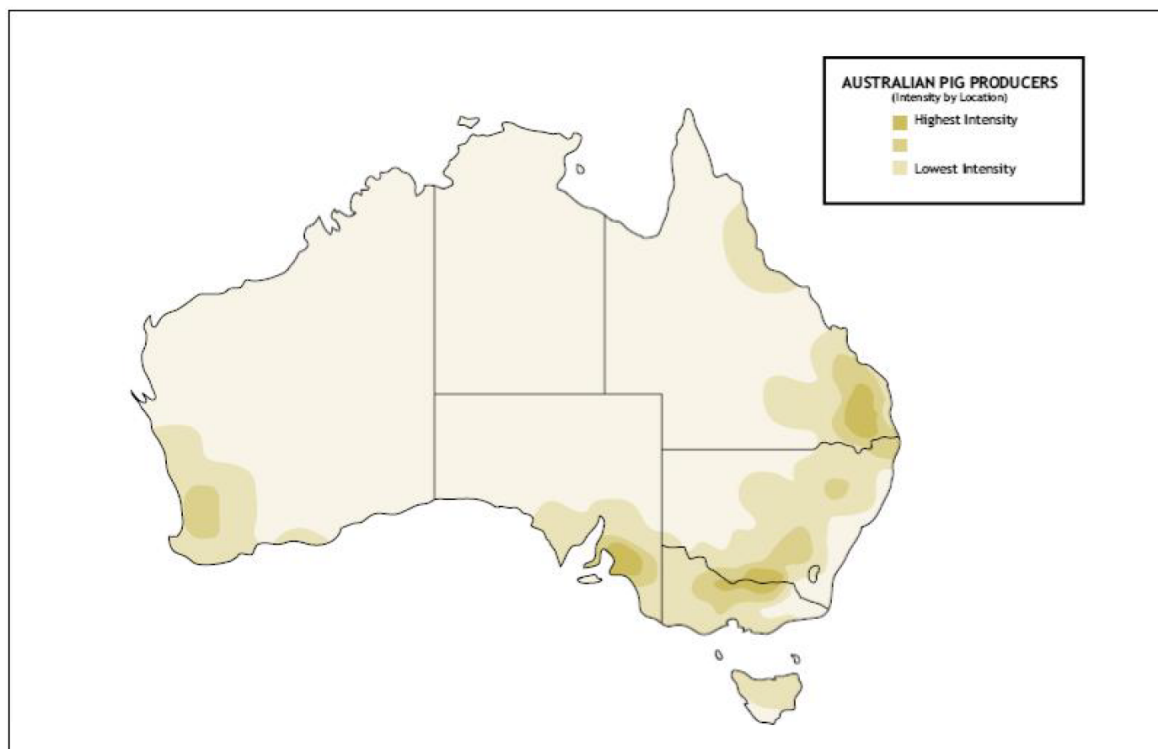 AUSTRALIAN PIG PRODUCERS
(Intensity by Location)
Highest Intensity
Lowest Intensity